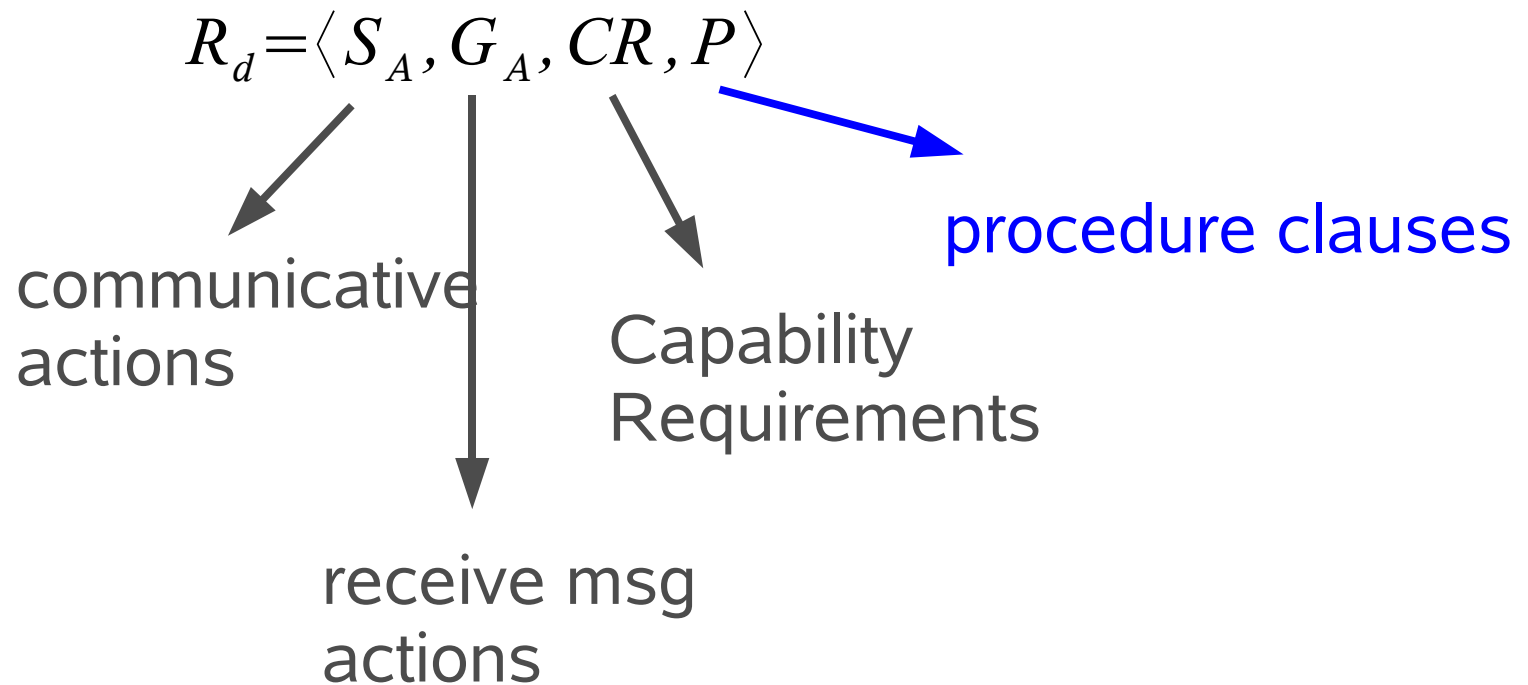 R_d=⟨S_A, G_A, CR, P⟩
procedure clauses
communicative
actions
Capability
Requirements
receive msg
actions